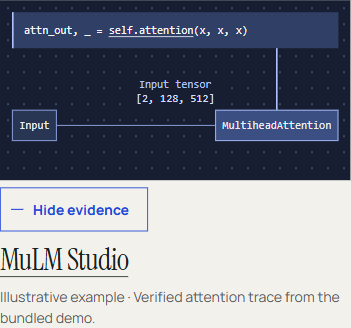 attn_out, _ = self.attention(x, x, x)
Input tensor
[2, 128, 512]
Input
MultiheadAttention
— Hide evidence
MuLM Studio
Illustrative example · Verified attention trace from the
bundled demo.